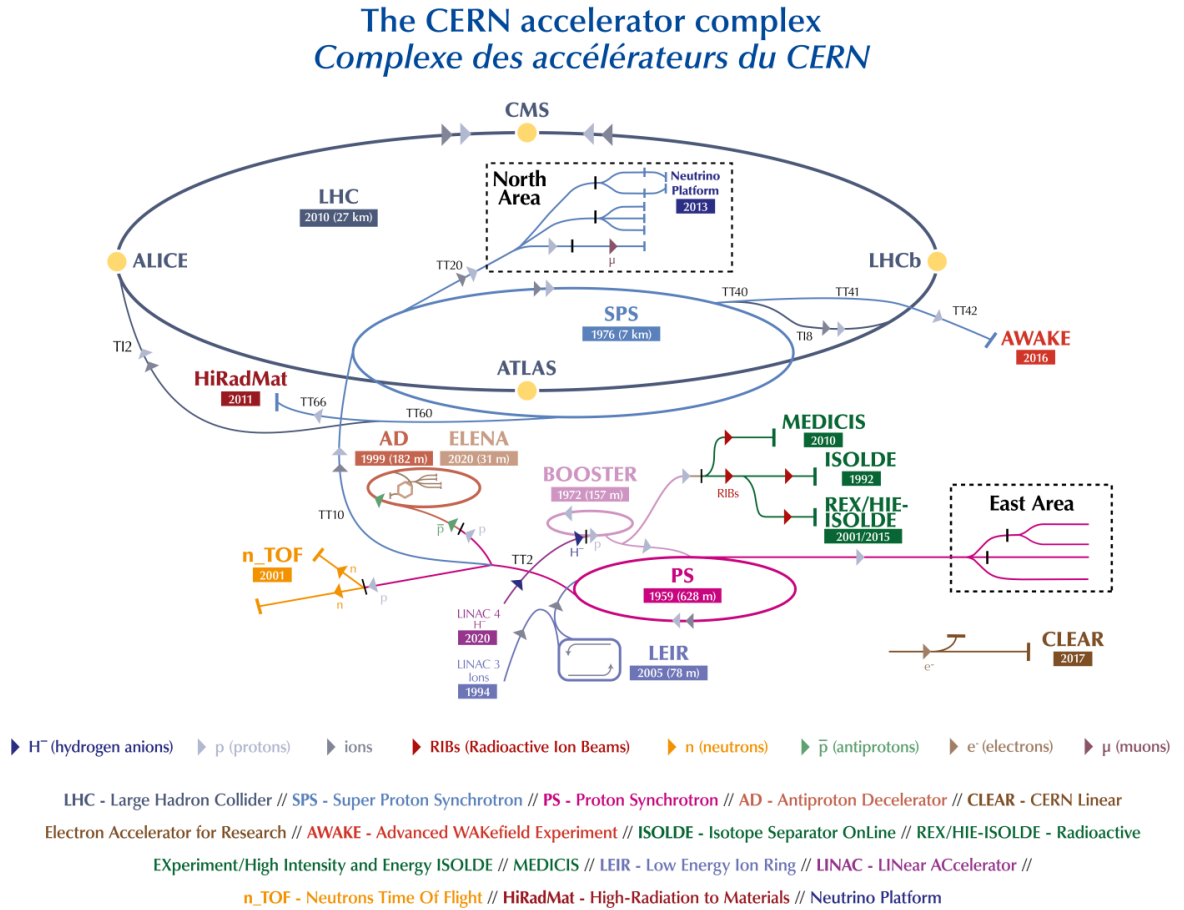 The CERN accelerator complex
Complexe des accélérateurs du CERN
CMS
North
Area
Neutrino
Platform
2013
LHC
2010 (27 km)
μ
ALICE
LHCb
TT20
TT40
TT41
TT42
SPS
1976 (7 km)
TI8
AWAKE
2016
TI2
ATLAS
HiRadMat
2011
TT66
TT60
AD
1999 (182 m)
ELENA
2020 (31 m)
MEDICIS
2010
BOOSTER
1972 (157 m)
ISOLDE
1992
RIBs
REX/HIE-
ISOLDE
2001/2015
East Area
TT10
p̅
p
TT2
H⁻
p
n_TOF
2001
n
n
p
PS
1959 (628 m)
LINAC 4
H⁻
2020
LEIR
2005 (78 m)
LINAC 3
Ions
1994
CLEAR
2017
e⁻
H⁻ (hydrogen anions)
p (protons)
ions
RIBs (Radioactive Ion Beams)
n (neutrons)
p̅ (antiprotons)
e⁻ (electrons)
μ (muons)
LHC - Large Hadron Collider // SPS - Super Proton Synchrotron // PS - Proton Synchrotron // AD - Antiproton Decelerator // CLEAR - CERN Linear
Electron Accelerator for Research // AWAKE - Advanced WAKefield Experiment // ISOLDE - Isotope Separator OnLine // REX/HIE-ISOLDE - Radioactive
EXperiment/High Intensity and Energy ISOLDE // MEDICIS // LEIR - Low Energy Ion Ring // LINAC - LINear ACcelerator //
n_TOF - Neutrons Time Of Flight // HiRadMat - High-Radiation to Materials // Neutrino Platform